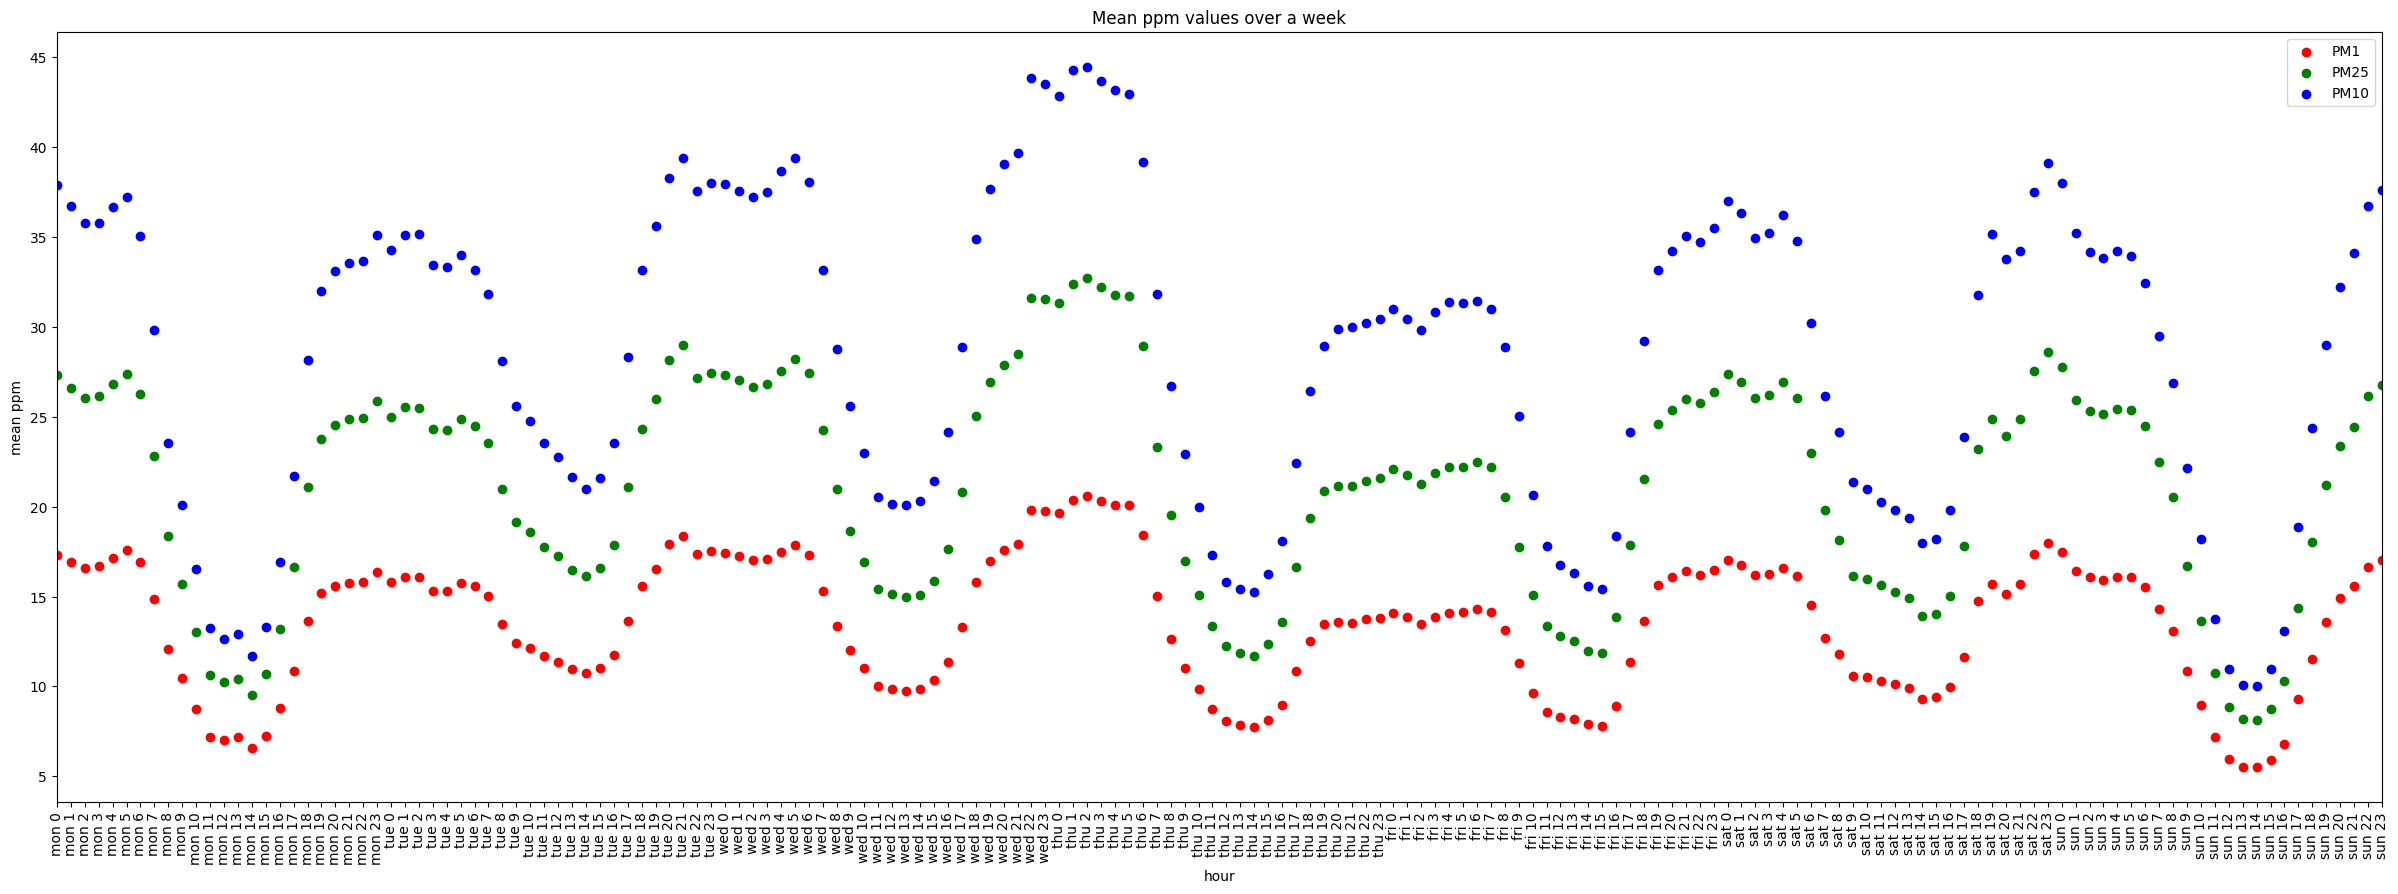 Mean ppm values over a week
PM1
PM25
PM10
mean ppm
45
40
35
30
25
20
15
10
5
mon 0
mon 1
mon 2
mon 3
mon 4
mon 5
mon 6
mon 7
mon 8
mon 9
mon 10
mon 11
mon 12
mon 13
mon 14
mon 15
mon 16
mon 17
mon 18
mon 19
mon 20
mon 21
mon 22
mon 23
tue 0
tue 1
tue 2
tue 3
tue 4
tue 5
tue 6
tue 7
tue 8
tue 9
tue 10
tue 11
tue 12
tue 13
tue 14
tue 15
tue 16
tue 17
tue 18
tue 19
tue 20
tue 21
tue 22
tue 23
wed 0
wed 1
wed 2
wed 3
wed 4
wed 5
wed 6
wed 7
wed 8
wed 9
wed 10
wed 11
wed 12
wed 13
wed 14
wed 15
wed 16
wed 17
wed 18
wed 19
wed 20
wed 21
wed 22
wed 23
thu 0
thu 1
thu 2
thu 3
thu 4
thu 5
thu 6
thu 7
thu 8
thu 9
thu 10
thu 11
thu 12
thu 13
thu 14
thu 15
thu 16
thu 17
thu 18
thu 19
thu 20
thu 21
thu 22
thu 23
fri 0
fri 1
fri 2
fri 3
fri 4
fri 5
fri 6
fri 7
fri 8
fri 9
fri 10
fri 11
fri 12
fri 13
fri 14
fri 15
fri 16
fri 17
fri 18
fri 19
fri 20
fri 21
fri 22
fri 23
sat 0
sat 1
sat 2
sat 3
sat 4
sat 5
sat 6
sat 7
sat 8
sat 9
sat 10
sat 11
sat 12
sat 13
sat 14
sat 15
sat 16
sat 17
sat 18
sat 19
sat 20
sat 21
sat 22
sat 23
sun 0
sun 1
sun 2
sun 3
sun 4
sun 5
sun 6
sun 7
sun 8
sun 9
sun 10
sun 11
sun 12
sun 13
sun 14
sun 15
sun 16
sun 17
sun 18
sun 19
sun 20
sun 21
sun 22
sun 23
hour